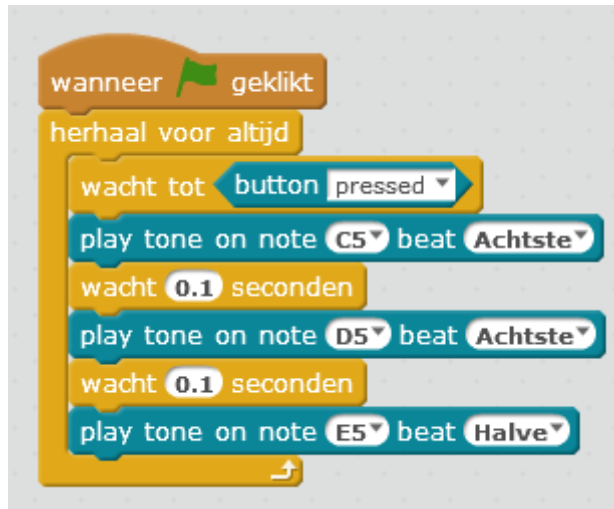 wanneer geklikt
herhaal voor altijd
wacht tot button pressed
play tone on note C5 beat Achtste
wacht 0.1 seconden
play tone on note D5 beat Achtste
wacht 0.1 seconden
play tone on note E5 beat Halve